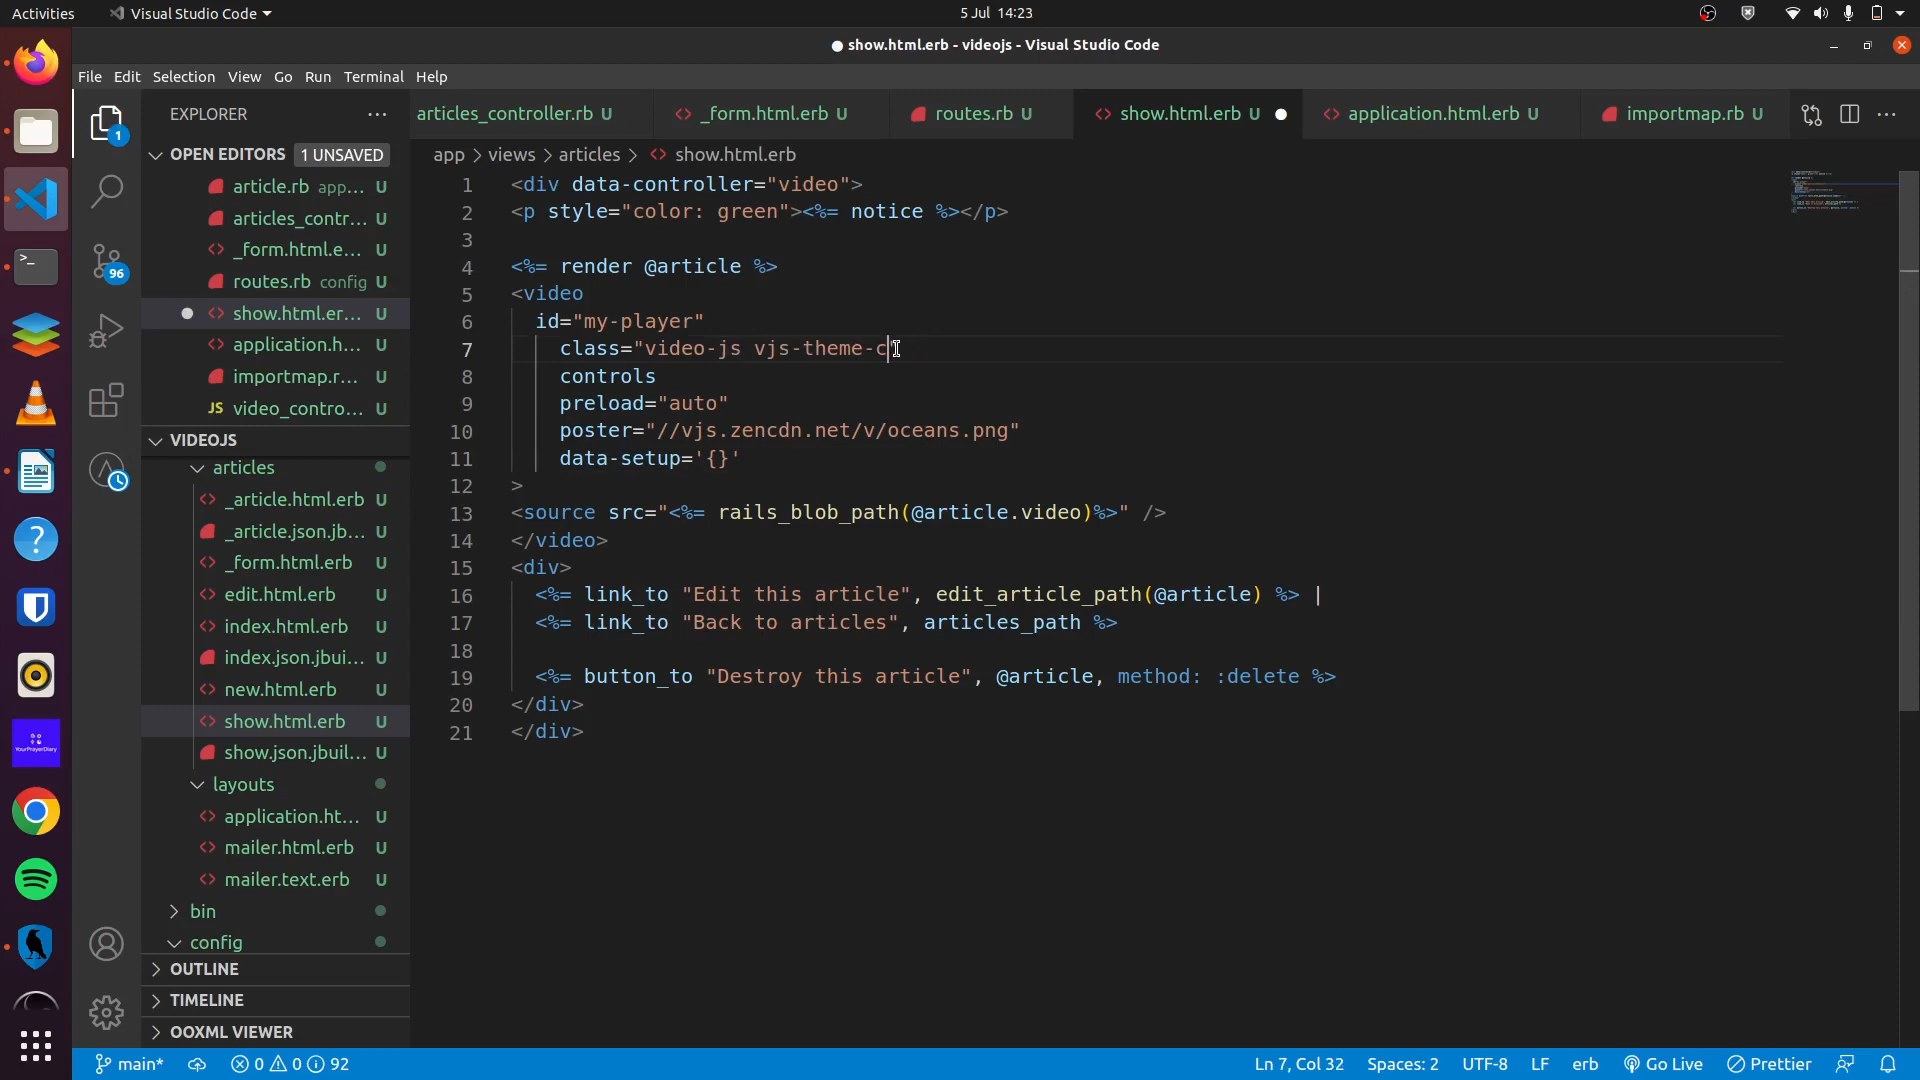 Activities
Visual Studio Code
5 Jul 14:23
show.html.erb - videojs - Visual Studio Code
File Edit Selection View Go Run Terminal Help
EXPLORER
articles_controller.rb U
_form.html.erb U
routes.rb U
show.html.erb U
application.html.erb U
importmap.rb U
OPEN EDITORS 1 UNSAVED
app > views > articles > show.html.erb
article.rb app... U
articles_contr... U
_form.html.e... U
routes.rb config U
show.html.er... U
application.h... U
importmap.r... U
JS video_contro... U
VIDEOJS
articles
_article.html.erb U
_article.json.jb... U
_form.html.erb U
edit.html.erb U
index.html.erb U
index.json.jbui... U
new.html.erb U
show.html.erb U
show.json.jbuil... U
layouts
application.ht... U
mailer.html.erb U
mailer.text.erb U
bin
config
OUTLINE
TIMELINE
OOXML VIEWER
1 <div data-controller="video">
2 <p style="color: green"><%= notice %></p>
3
4 <%= render @article %>
5 <video
6 id="my-player"
7 class="video-js vjs-theme-c"
8 controls
9 preload="auto"
10 poster="//vjs.zencdn.net/v/oceans.png"
11 data-setup='{}'
12 >
13 <source src="<%= rails_blob_path(@article.video)%>" />
14 </video>
15 <div>
16 <%= link_to "Edit this article", edit_article_path(@article) %> |
17 <%= link_to "Back to articles", articles_path %>
18
19 <%= button_to "Destroy this article", @article, method: :delete %>
20 </div>
21 </div>
1
96
YourPrayerDiary
main*
0 0 92
Ln 7, Col 32
Spaces: 2
UTF-8
LF
erb
Go Live
Prettier